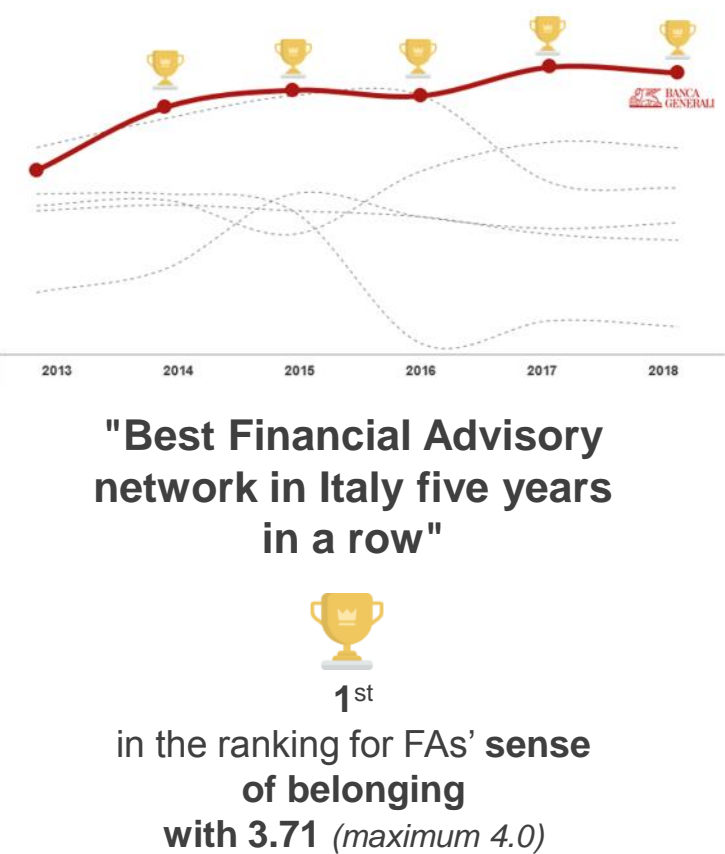 BANCA
GENERALI
2013 2014 2015 2016 2017 2018
"Best Financial Advisory
network in Italy five years
in a row"
1st
in the ranking for FAs’ sense
of belonging
with 3.71 (maximum 4.0)